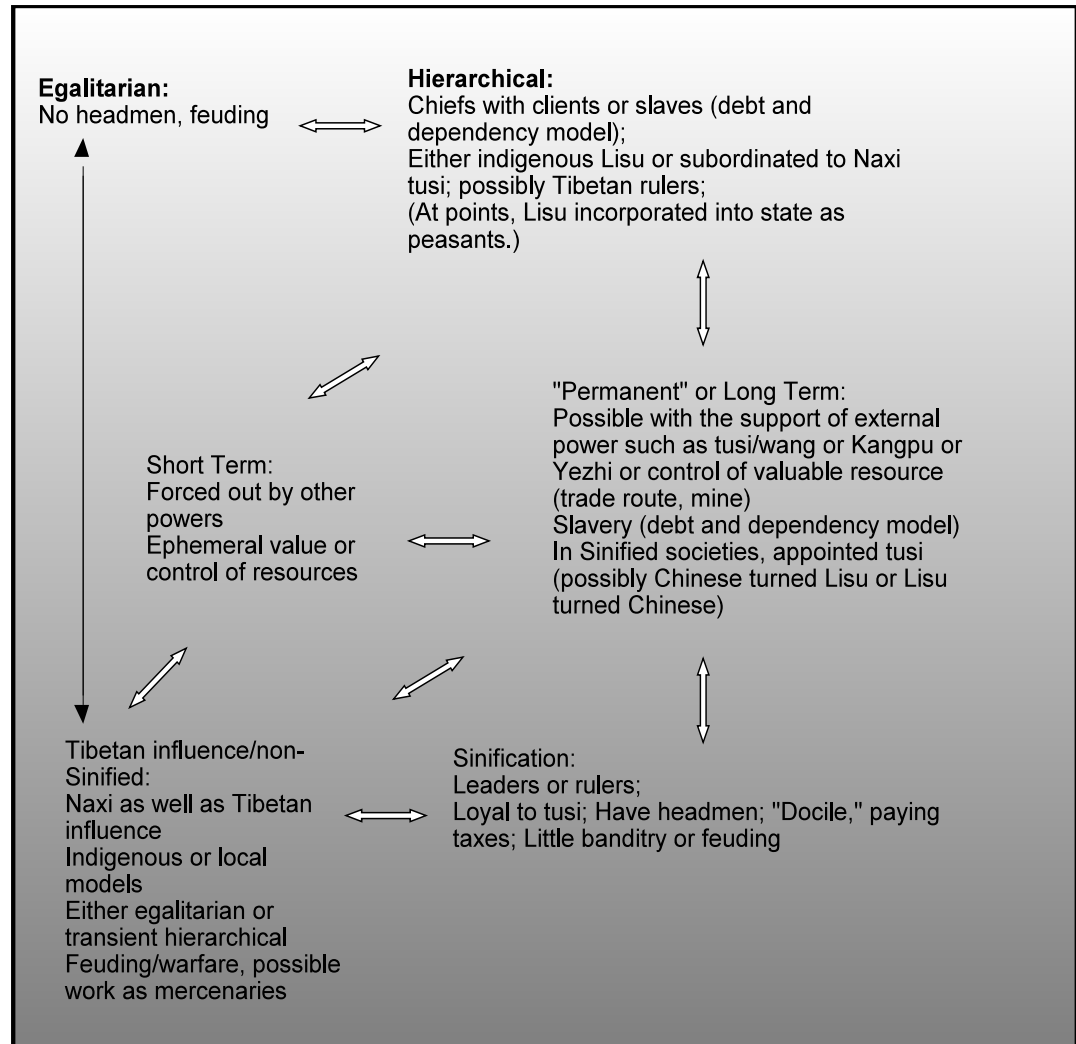 Egalitarian:
No headmen, feuding
Hierarchical:
Chiefs with clients or slaves (debt and
dependency model);
Either indigenous Lisu or subordinated to Naxi
tusi; possibly Tibetan rulers;
(At points, Lisu incorporated into state as
peasants.)
Short Term:
Forced out by other
powers
Ephemeral value or
control of resources
"Permanent" or Long Term:
Possible with the support of external
power such as tusi/wang or Kangpu or
Yezhi or control of valuable resource
(trade route, mine)
Slavery (debt and dependency model)
In Sinified societies, appointed tusi
(possibly Chinese turned Lisu or Lisu
turned Chinese)
Tibetan influence/non-
Sinified:
Naxi as well as Tibetan
influence
Indigenous or local
models
Either egalitarian or
transient hierarchical
Feuding/warfare, possible
work as mercenaries
Sinification:
Leaders or rulers;
Loyal to tusi; Have headmen; "Docile," paying
taxes; Little banditry or feuding